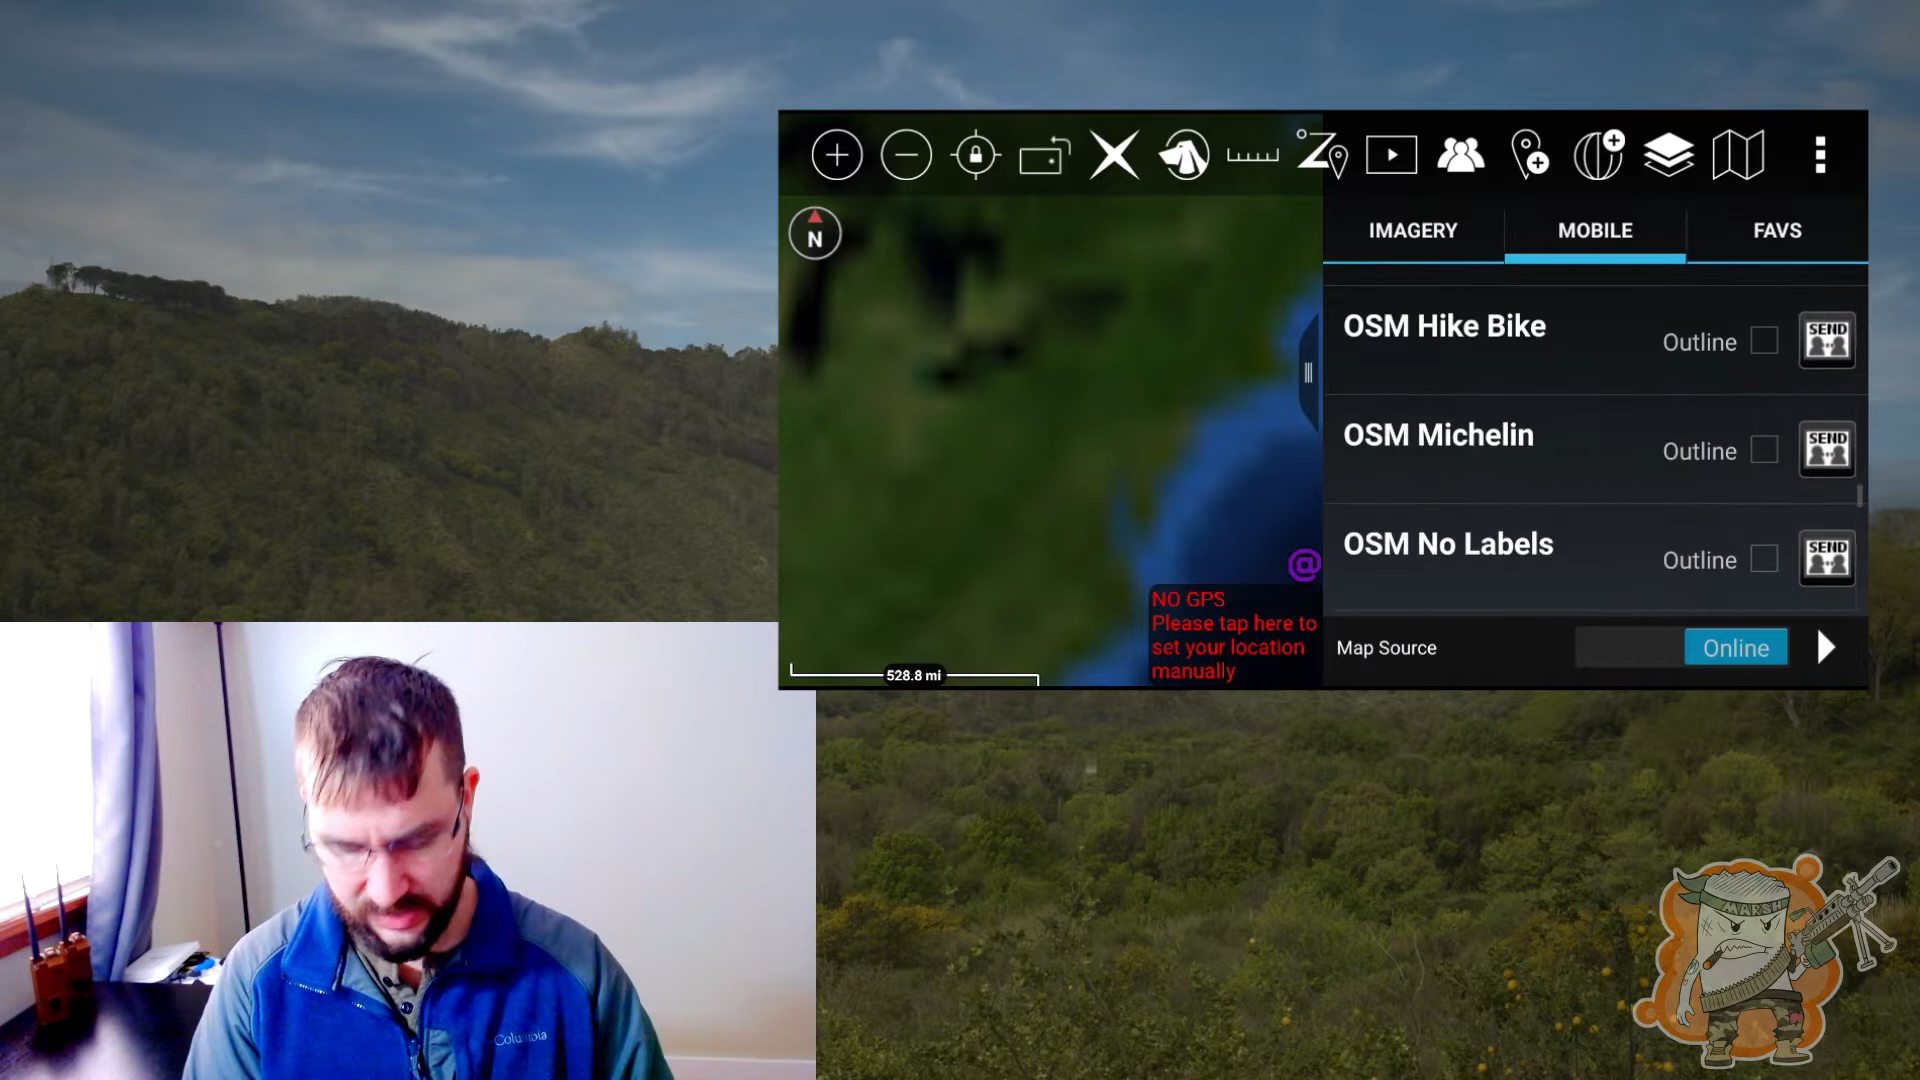 N
IMAGERY
MOBILE
FAVS
OSM Hike Bike
Outline
SEND
OSM Michelin
Outline
SEND
OSM No Labels
Outline
SEND
@
NO GPS
Please tap here to
set your location
manually
528.8 mi
Map Source
Online
Columbia
MARSH